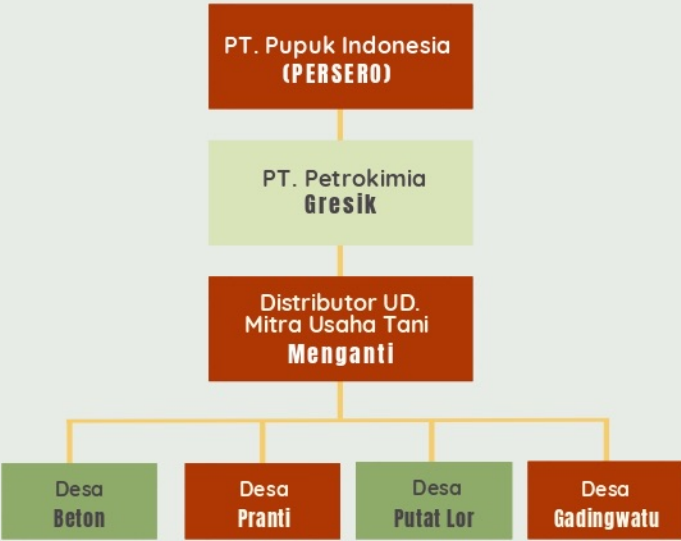 PT. Pupuk Indonesia
(PERSERO)
PT. Petrokimia
Gresik
Distributor UD.
Mitra Usaha Tani
Menganti
Desa
Beton
Desa
Pranti
Desa
Putat Lor
Desa
Gadingwatu